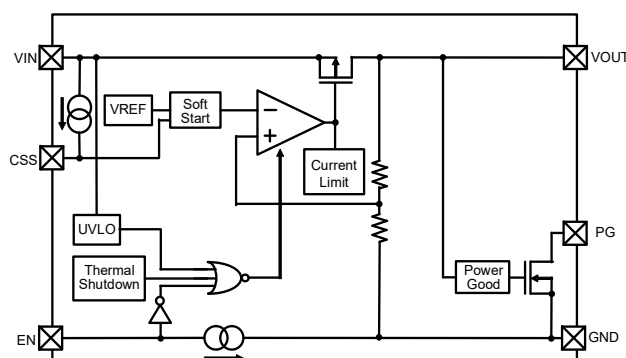 VIN
VOUT
VREF
Soft
Start
−
+
CSS
Current
Limit
UVLO
PG
Thermal
Shutdown
Power
Good
EN
GND